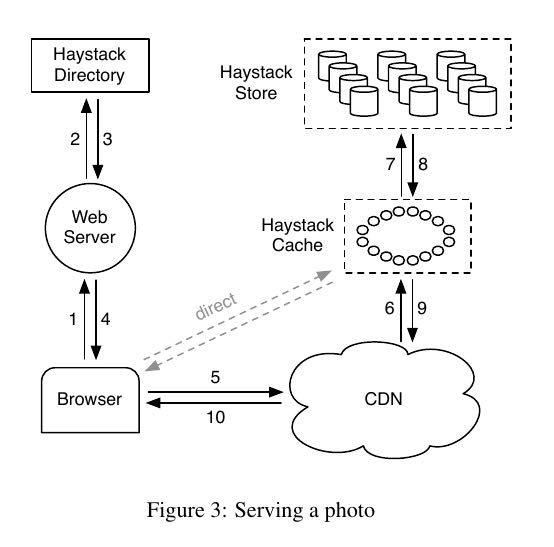 Haystack
Directory
Haystack
Store
2
3
7
8
Web
Server
Haystack
Cache
direct
1
4
6
9
Browser
5
10
CDN
Figure 3: Serving a photo